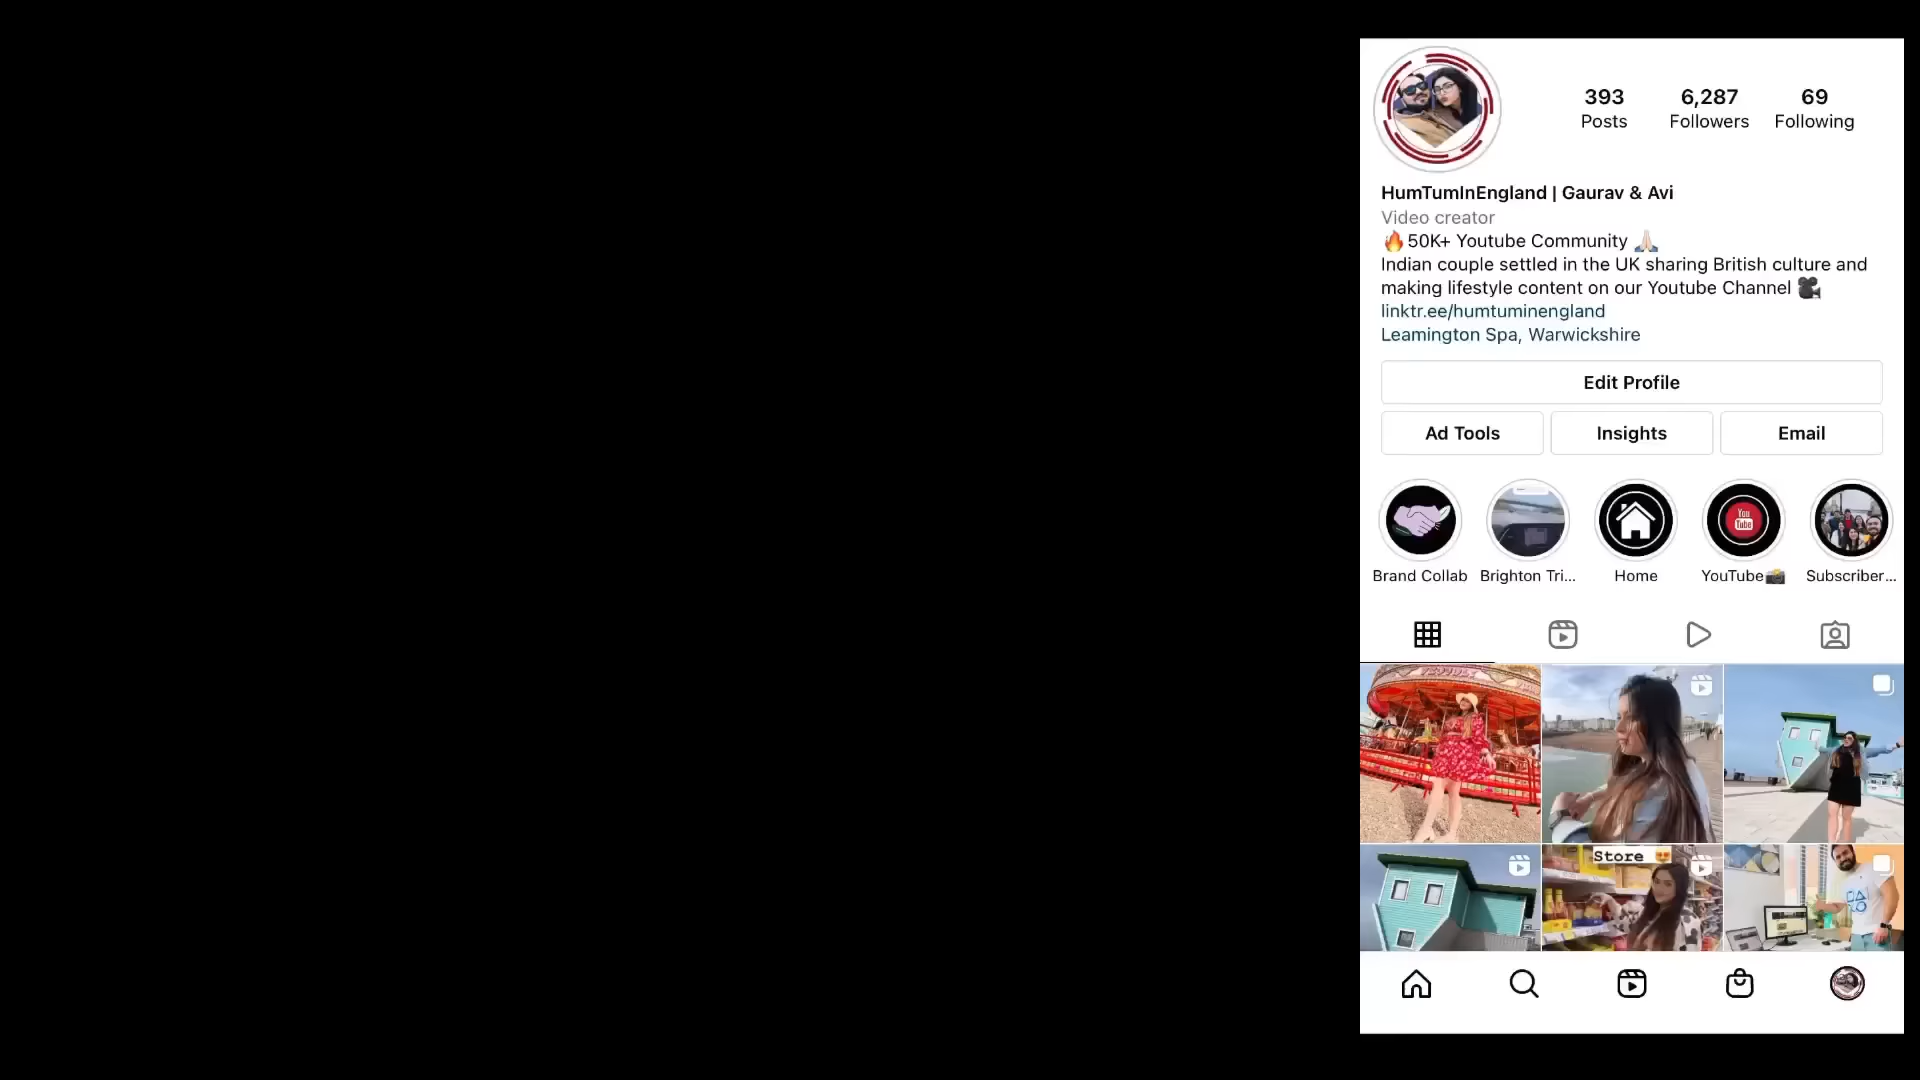 393 6,287 69
Posts Followers Following
HumTumInEngland | Gaurav & Avi
Video creator
🔥50K+ Youtube Community 🙏🏻
Indian couple settled in the UK sharing British culture and
making lifestyle content on our Youtube Channel 🎥
linktr.ee/humtuminengland
Leamington Spa, Warwickshire
Edit Profile
Ad Tools Insights Email
You
Tube
Brand Collab Brighton Tri... Home YouTube📸 Subscriber...
Store 😍